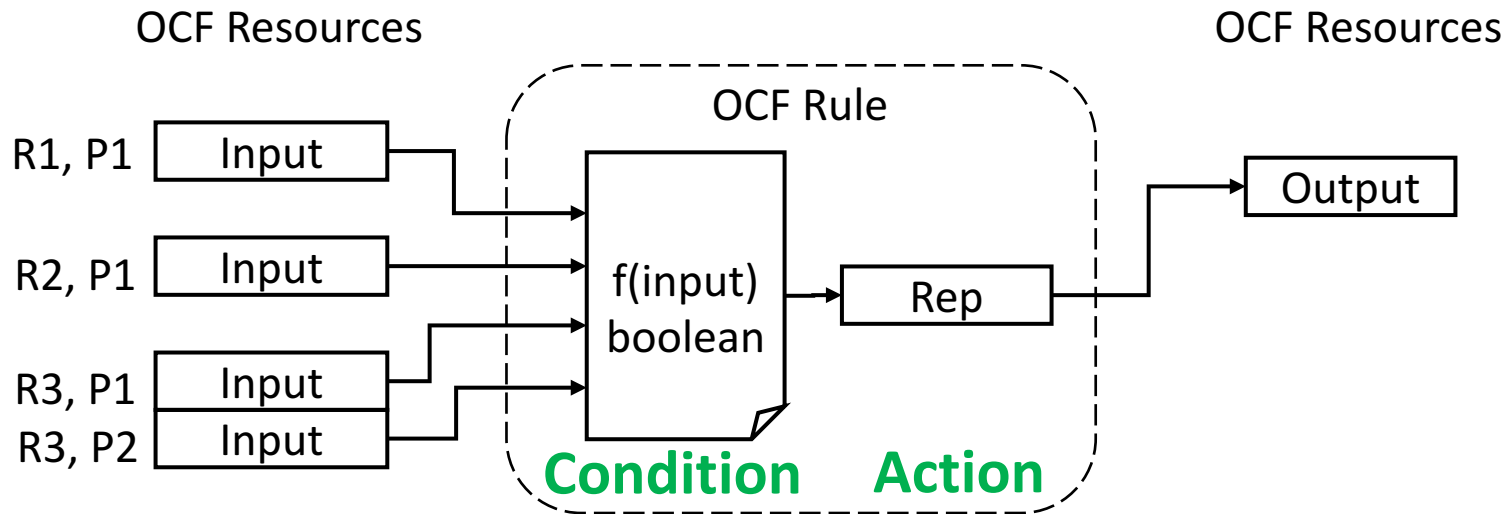 OCF Resources
OCF Resources
OCF Rule
R1, P1
Input
Output
R2, P1
Input
f(input)
boolean
Rep
R3, P1
Input
R3, P2
Input
Condition
Action